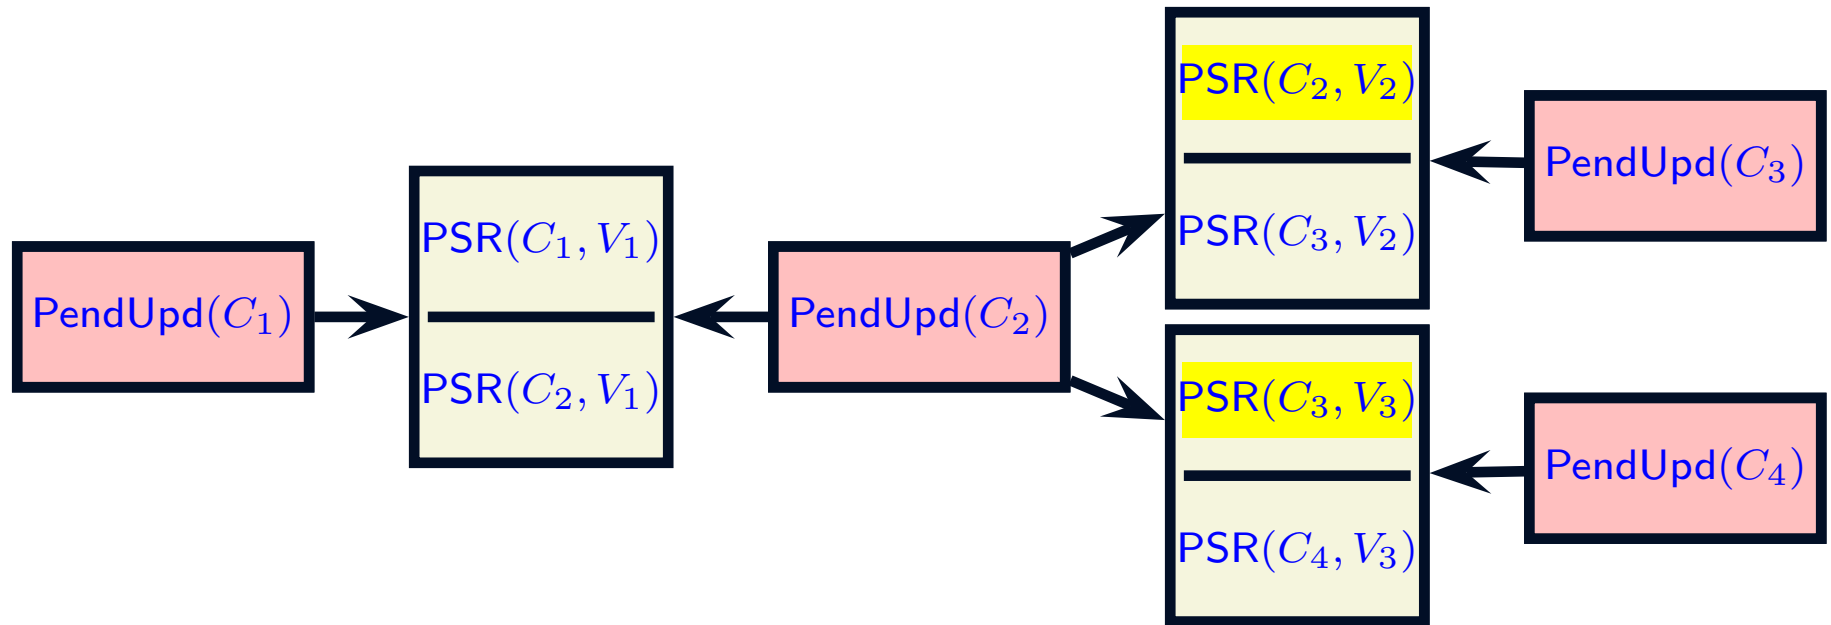 PendUpd(C₁)
PSR(C₁, V₁)
PSR(C₂, V₁)
PendUpd(C₂)
PSR(C₂, V₂)
PSR(C₃, V₂)
PSR(C₃, V₃)
PSR(C₄, V₃)
PendUpd(C₃)
PendUpd(C₄)